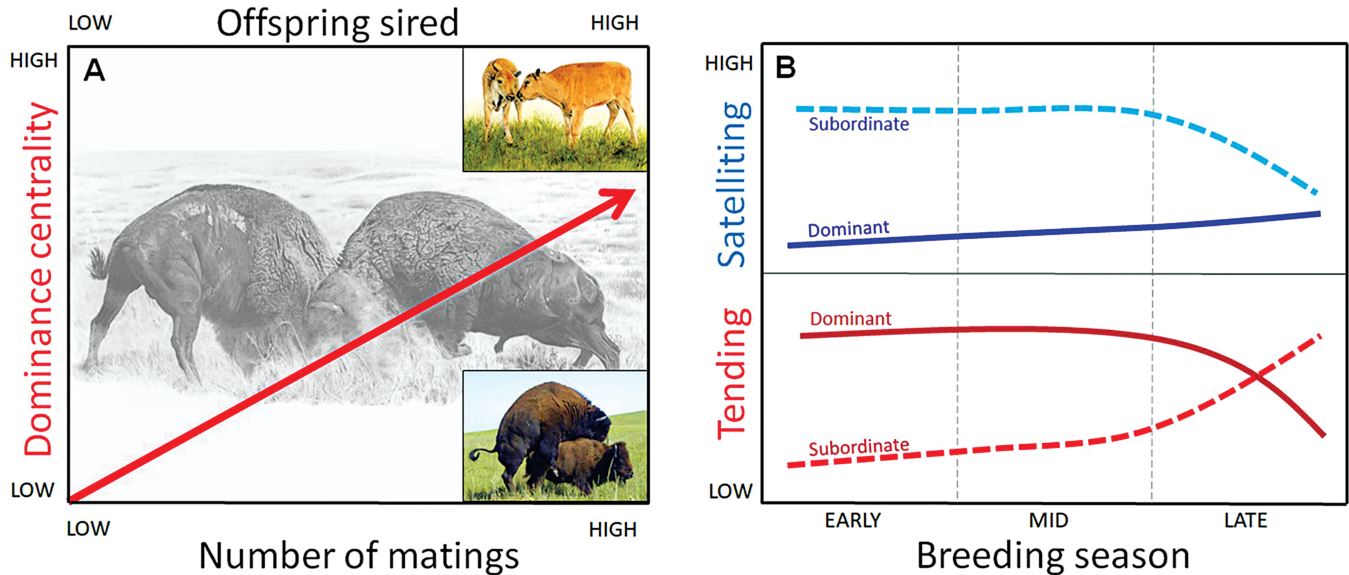 LOW Offspring sired HIGH
HIGH
A
Dominance centrality
LOW
LOW HIGH
Number of matings
HIGH
B
Satelliting
Subordinate
Dominant
Tending
Dominant
Subordinate
LOW
EARLY MID LATE
Breeding season